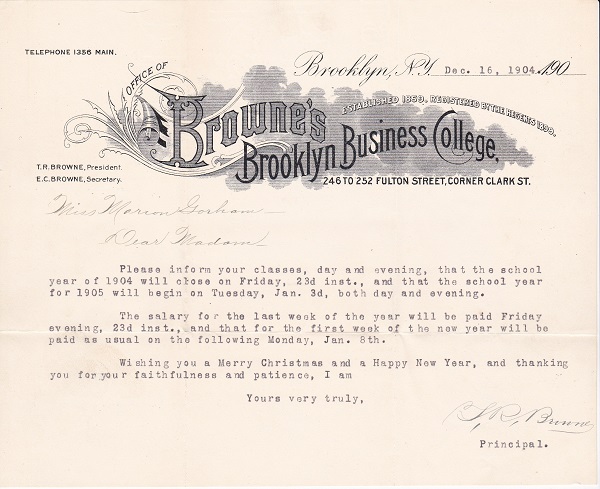 TELEPHONE 1356 MAIN.
Brooklyn, N.Y. Dec. 16, 1904. 190
OFFICE OF
Browne's
ESTABLISHED 1859. REGISTERED BY THE REGENTS 1899.
Brooklyn Business College.
T.R. BROWNE, President.
E.C. BROWNE, Secretary.
246 TO 252 FULTON STREET, CORNER CLARK ST.
Miss Marion Gorham
Dear Madam
Please inform your classes, day and evening, that the school
year of 1904 will close on Friday, 23d inst., and that the school year
for 1905 will begin on Tuesday, Jan. 3d, both day and evening.
The salary for the last week of the year will be paid Friday
evening, 23d inst., and that for the first week of the new year will be
paid as usual on the following Monday, Jan. 8th.
Wishing you a Merry Christmas and a Happy New Year, and thanking
you for your faithfulness and patience, I am
Yours very truly,
T. R. Browne
Principal.